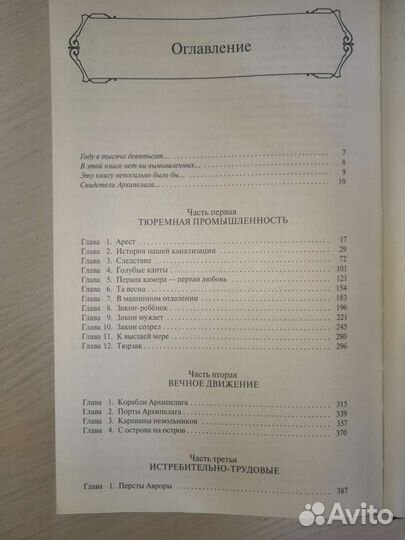 Оглавление
Году в тысяча девятьсот... 7
В этой книге нет ни вымышленных... 8
Эту книгу непосильно было бы... 9
Свидетели Архипелага... 10
Часть первая
ТЮРЕМНАЯ ПРОМЫШЛЕННОСТЬ
Глава 1. Арест 17
Глава 2. История нашей канализации 29
Глава 3. Следствие 72
Глава 4. Голубые канты 101
Глава 5. Первая камера — первая любовь 121
Глава 6. Та весна 154
Глава 7. В машинном отделении 183
Глава 8. Закон-ребёнок 196
Глава 9. Закон мужает 221
Глава 10. Закон созрел 245
Глава 11. К высшей мере 280
Глава 12. Тюрзак 296
Часть вторая
ВЕЧНОЕ ДВИЖЕНИЕ
Глава 1. Корабли Архипелага 315
Глава 2. Порты Архипелага 339
Глава 3. Караваны невольников 357
Глава 4. С острова на остров 370
Часть третья
ИСТРЕБИТЕЛЬНО-ТРУДОВЫЕ
Глава 1. Персты Авроры 387
Avito